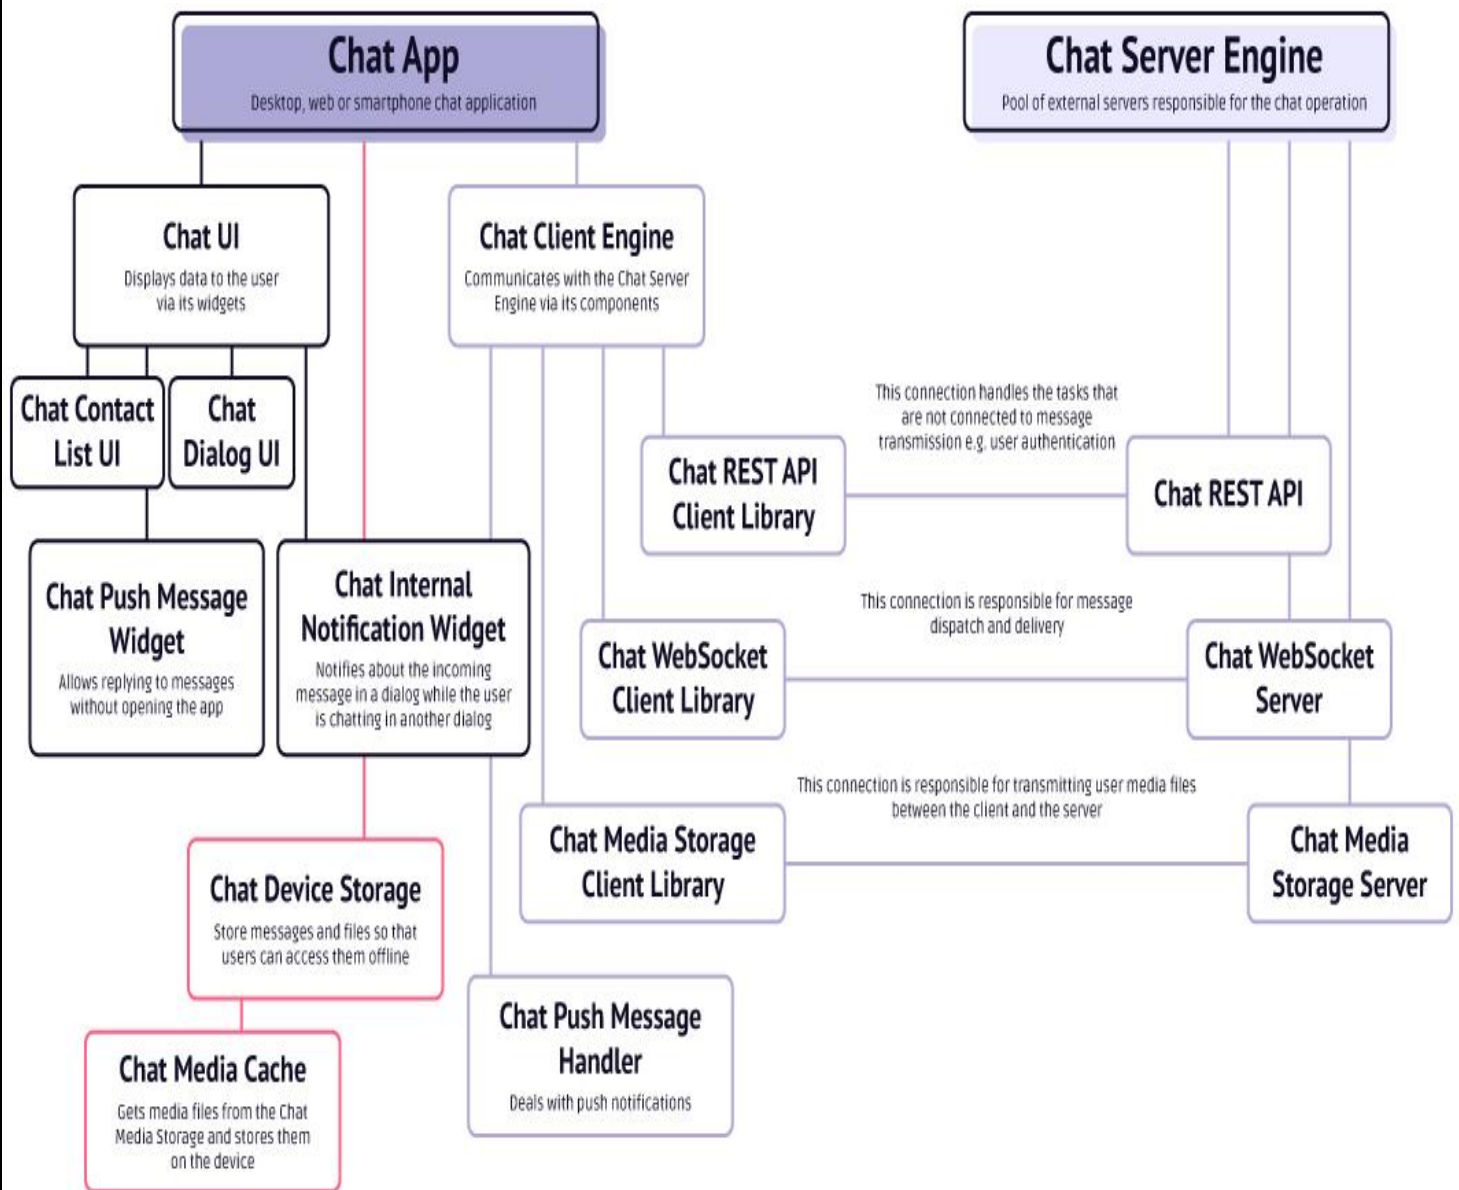 Chat App
Desktop, web or smartphone chat application
Chat Server Engine
Pool of external servers responsible for the chat operation
Chat UI
Displays data to the user
via its widgets
Chat Client Engine
Communicates with the Chat Server
Engine via its components
Chat Contact
List UI
Chat
Dialog UI
This connection handles the tasks that
are not connected to message
transmission e.g. user authentication
Chat REST API
Client Library
Chat REST API
Chat Push Message
Widget
Allows replying to messages
without opening the app
Chat Internal
Notification Widget
Notifies about the incoming
message in a dialog while the user
is chatting in another dialog
This connection is responsible for message
dispatch and delivery
Chat WebSocket
Client Library
Chat WebSocket
Server
This connection is responsible for transmitting user media files
between the client and the server
Chat Media Storage
Client Library
Chat Media
Storage Server
Chat Device Storage
Store messages and files so that
users can access them offline
Chat Push Message
Handler
Deals with push notifications
Chat Media Cache
Gets media files from the Chat
Media Storage and stores them
on the device